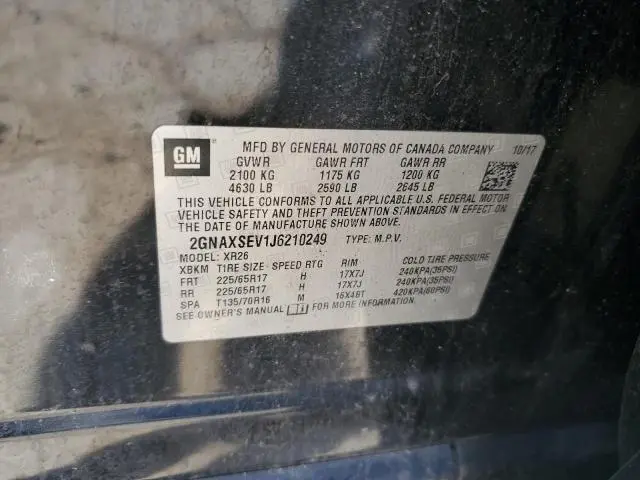 GM
MFD BY GENERAL MOTORS OF CANADA COMPANY 10/17
GVWR GAWR FRT GAWR RR
2100 KG 1175 KG 1200 KG
4630 LB 2590 LB 2645 LB
THIS VEHICLE CONFORMS TO ALL APPLICABLE U.S. FEDERAL MOTOR
VEHICLE SAFETY AND THEFT PREVENTION STANDARDS IN EFFECT ON
THE DATE OF MANUFACTURE SHOWN ABOVE.
2GNAXSEV1J6210249 TYPE: M.P.V.
MODEL: XR26
XBKM TIRE SIZE - SPEED RTG RIM COLD TIRE PRESSURE
FRT 225/65R17 H 17X7J 240KPA(35PSI)
RR 225/65R17 H 17X7J 240KPA(35PSI)
SPA T135/70R16 M 16X4BT 420KPA(60PSI)
SEE OWNER'S MANUAL FOR MORE INFORMATION.